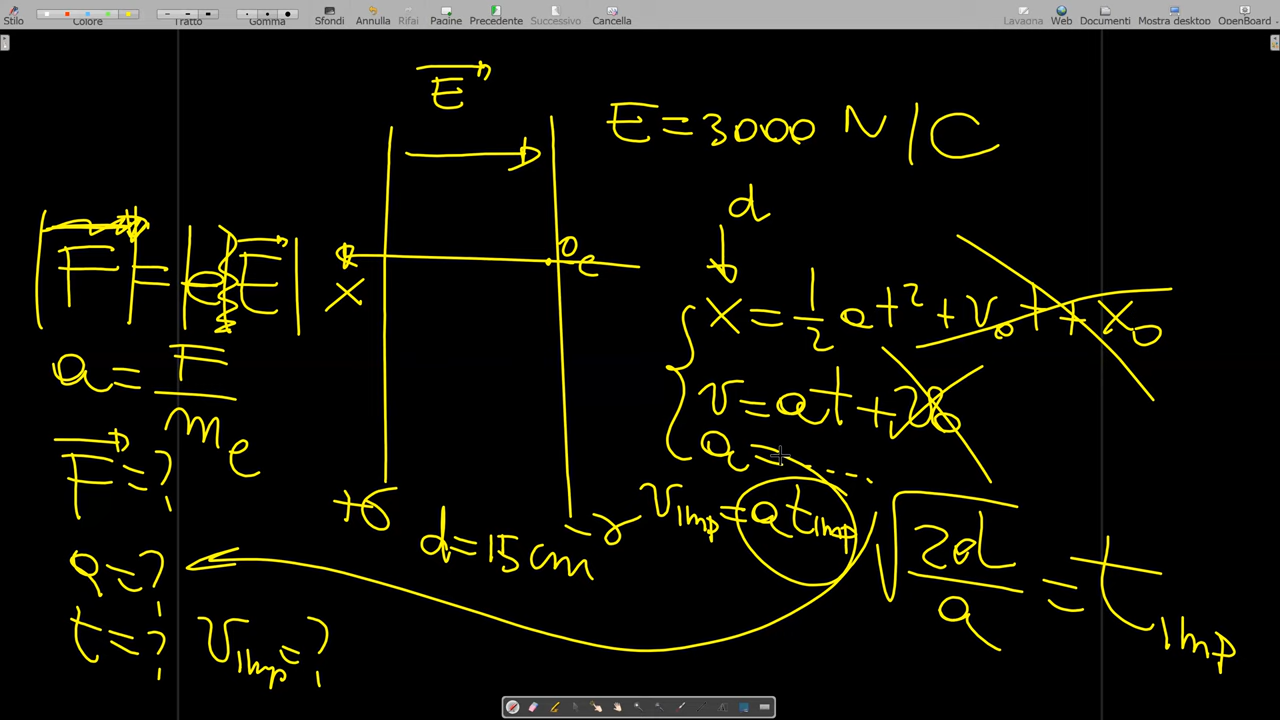 Stilo
Colore
Tratto
Gomma
Sfondi
Annulla
Rifai
Pagine
Precedente
Successivo
Cancella
Lavagna
Web
Documenti
Mostra desktop
OpenBoard
E
E = 3000 N/C
d
|F| = |e||E|
x
e
x = 1/2 at² + v₀t + x₀
a = F/mₑ
v = at + v₀
a = ....
F = ?
+σ
-σ
d = 15 cm
v_imp = at_imp
√(2d/a) = t_imp
a = ?
t = ?
v_imp = ?